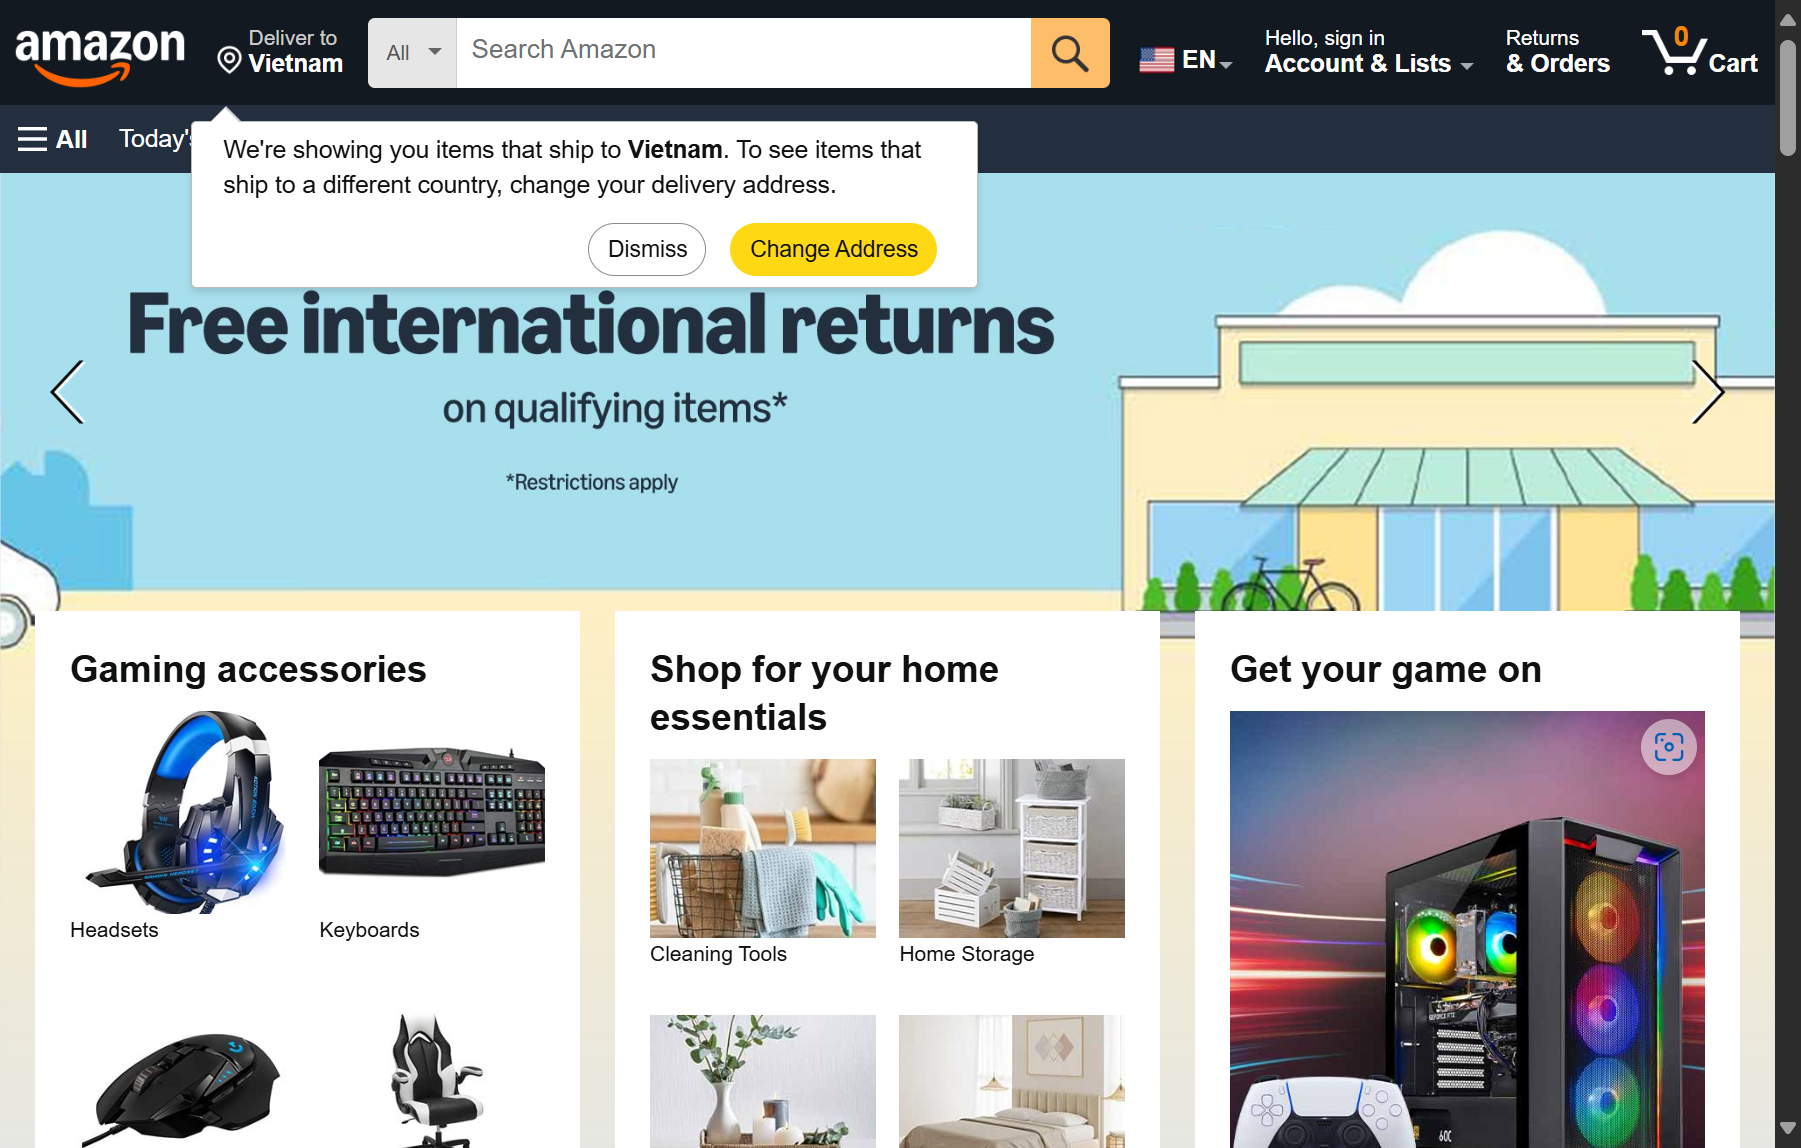 amazon
Deliver to
Vietnam
All
Search Amazon
EN
Hello, sign in
Account & Lists
Returns
& Orders
0
Cart
All
Today's
We're showing you items that ship to Vietnam. To see items that
ship to a different country, change your delivery address.
Dismiss
Change Address
Free international returns
on qualifying items*
*Restrictions apply
Gaming accessories
Headsets
Keyboards
Shop for your home
essentials
Cleaning Tools
Home Storage
Get your game on